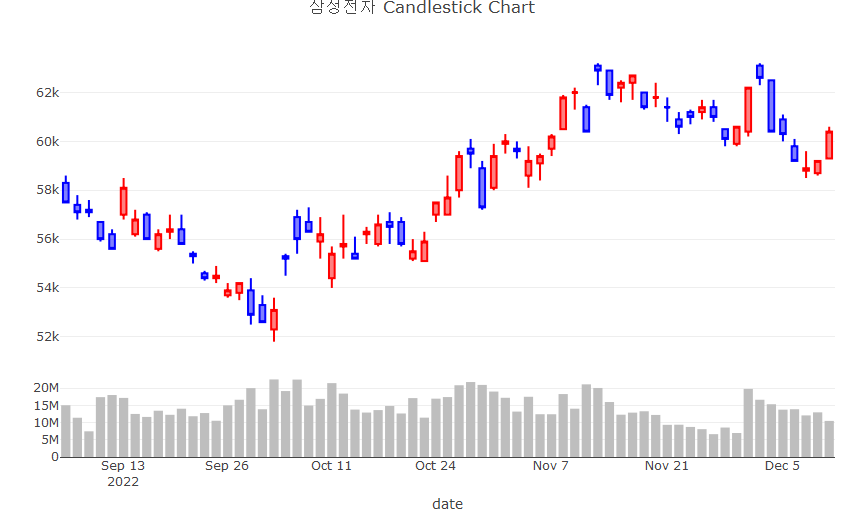 삼성전자 Candlestick Chart
62k
60k
58k
56k
54k
52k
20M
15M
10M
5M
0
Sep 13
2022
Sep 26
Oct 11
Oct 24
Nov 7
Nov 21
Dec 5
date